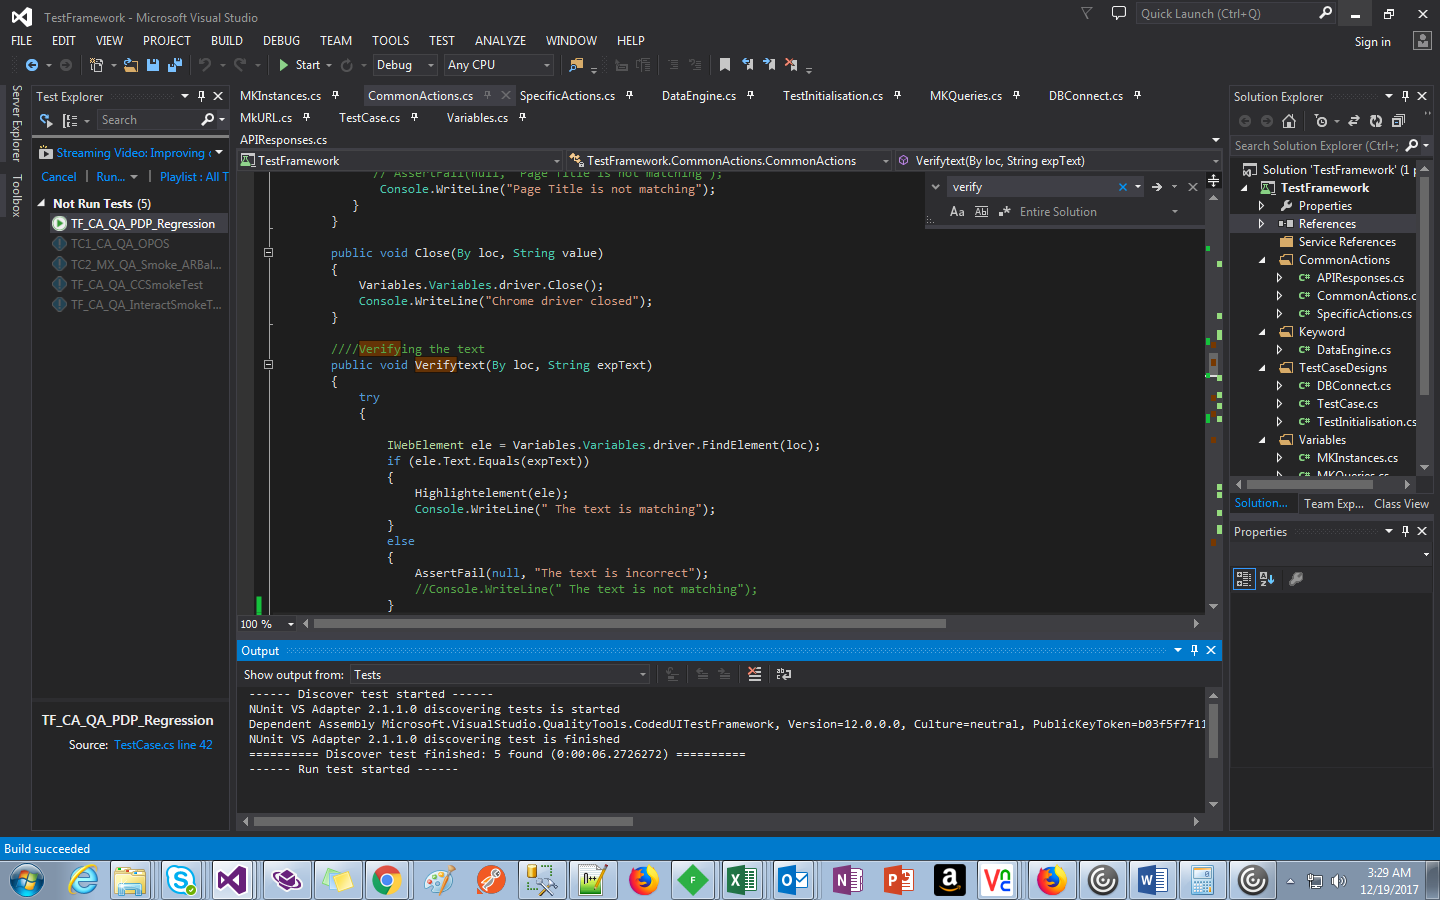 TestFramework - Microsoft Visual Studio
Quick Launch (Ctrl+Q)
FILE EDIT VIEW PROJECT BUILD DEBUG TEAM TOOLS TEST ANALYZE WINDOW HELP
Sign in
Start Debug Any CPU
Server Explorer
Toolbox
Test Explorer
Search
Streaming Video: Improving
Cancel Run... Playlist : All T
Not Run Tests (5)
TF_CA_QA_PDP_Regression
TC1_CA_QA_OPOS
TC2_MX_QA_Smoke_ARBal...
TF_CA_QA_CCSmokeTest
TF_CA_QA_InteractSmokeT...
TF_CA_QA_PDP_Regression
Source: TestCase.cs line 42
MKInstances.cs CommonActions.cs SpecificActions.cs DataEngine.cs TestInitialisation.cs MKQueries.cs DBConnect.cs
MkURL.cs TestCase.cs Variables.cs
APIResponses.cs
TestFramework TestFramework.CommonActions.CommonActions Verifytext(By loc, String expText)
verify
Aa Ab .* Entire Solution
// AssertFail(null, "Page Title is not matching");
Console.WriteLine("Page Title is not matching");
}
}
public void Close(By loc, String value)
{
Variables.Variables.driver.Close();
Console.WriteLine("Chrome driver closed");
}
////Verifying the text
public void Verifytext(By loc, String expText)
{
try
{
IWebElement ele = Variables.Variables.driver.FindElement(loc);
if (ele.Text.Equals(expText))
{
Highlightelement(ele);
Console.WriteLine(" The text is matching");
}
else
{
AssertFail(null, "The text is incorrect");
//Console.WriteLine(" The text is not matching");
}
100 %
Output
Show output from: Tests
------ Discover test started ------
NUnit VS Adapter 2.1.1.0 discovering tests is started
Dependent Assembly Microsoft.VisualStudio.QualityTools.CodedUITestFramework, Version=12.0.0.0, Culture=neutral, PublicKeyToken=b03f5f7f11
NUnit VS Adapter 2.1.1.0 discovering test is finished
========== Discover test finished: 5 found (0:00:06.2726272) ==========
------ Run test started ------
Solution Explorer
Search Solution Explorer (Ctrl+;
Solution 'TestFramework' (1 p
TestFramework
Properties
References
Service References
CommonActions
C# APIResponses.cs
C# CommonActions.c
C# SpecificActions.cs
Keyword
C# DataEngine.cs
TestCaseDesigns
C# DBConnect.cs
C# TestCase.cs
C# TestInitialisation.cs
Variables
C# MKInstances.cs
C# MKQueries.cs
Solution... Team Exp... Class View
Properties
Build succeeded
3:29 AM
12/19/2017